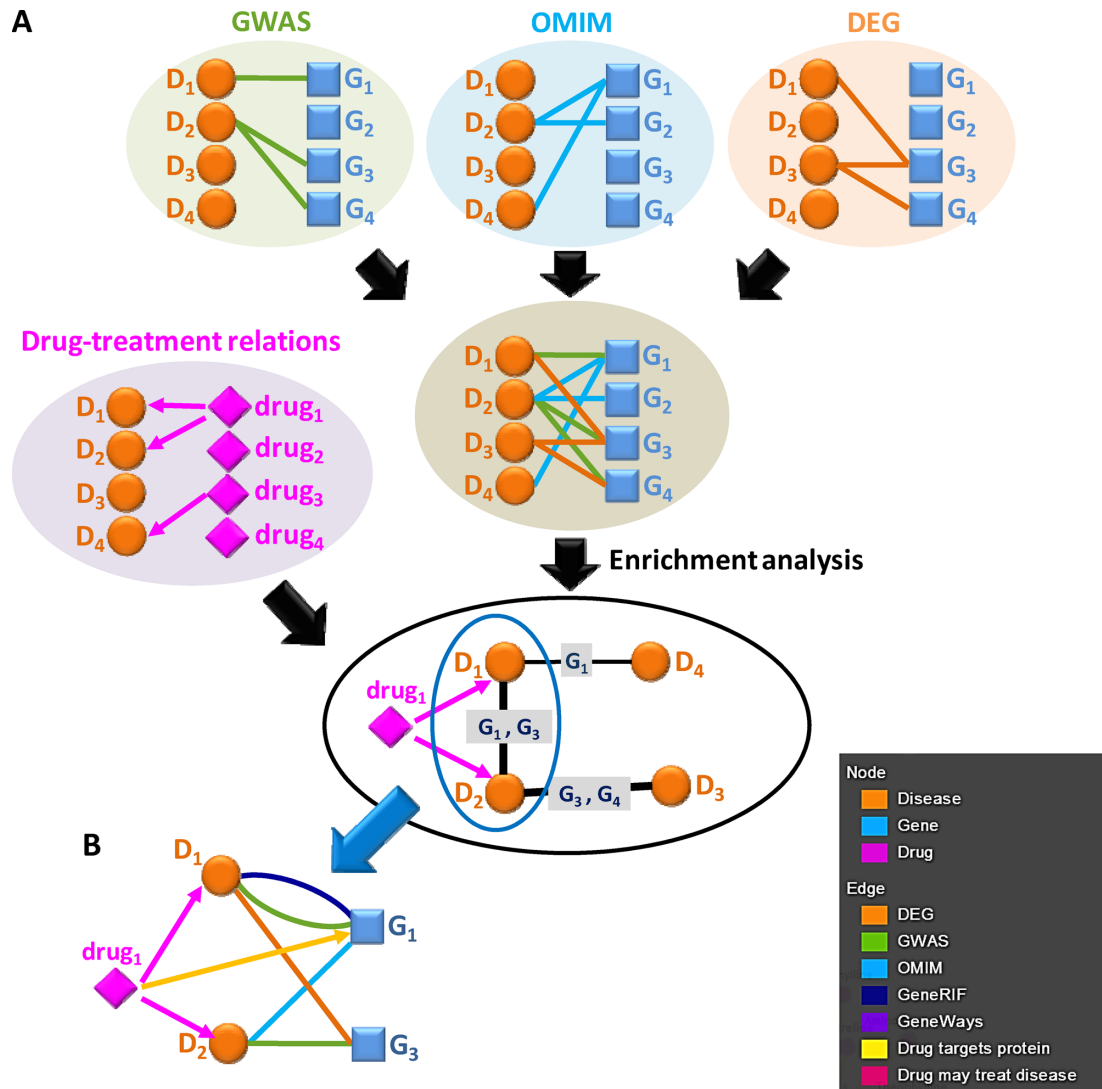 A
GWAS OMIM DEG
D1 G1 D1 G1 D1 G1
D2 G2 D2 G2 D2 G2
D3 G3 D3 G3 D3 G3
D4 G4 D4 G4 D4 G4
Drug-treatment relations
D1 drug1
D2 drug2
D3 drug3
D4 drug4
D1 G1
D2 G2
D3 G3
D4 G4
Enrichment analysis
D1 G1 D4
drug1
G1 , G3
D2 G3 , G4 D3
B
D1
G1
drug1
D2 G3
Node
Disease
Gene
Drug
Edge
DEG
GWAS
OMIM
GeneRIF
GeneWays
Drug targets protein
Drug may treat disease